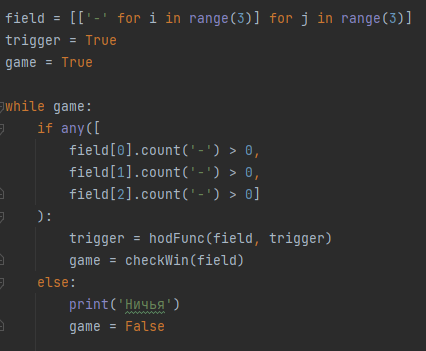 field = [['-' for i in range(3)] for j in range(3)]
trigger = True
game = True
while game:
if any([
field[0].count('-') > 0,
field[1].count('-') > 0,
field[2].count('-') > 0]
):
trigger = hodFunc(field, trigger)
game = checkWin(field)
else:
print('Ничья')
game = False